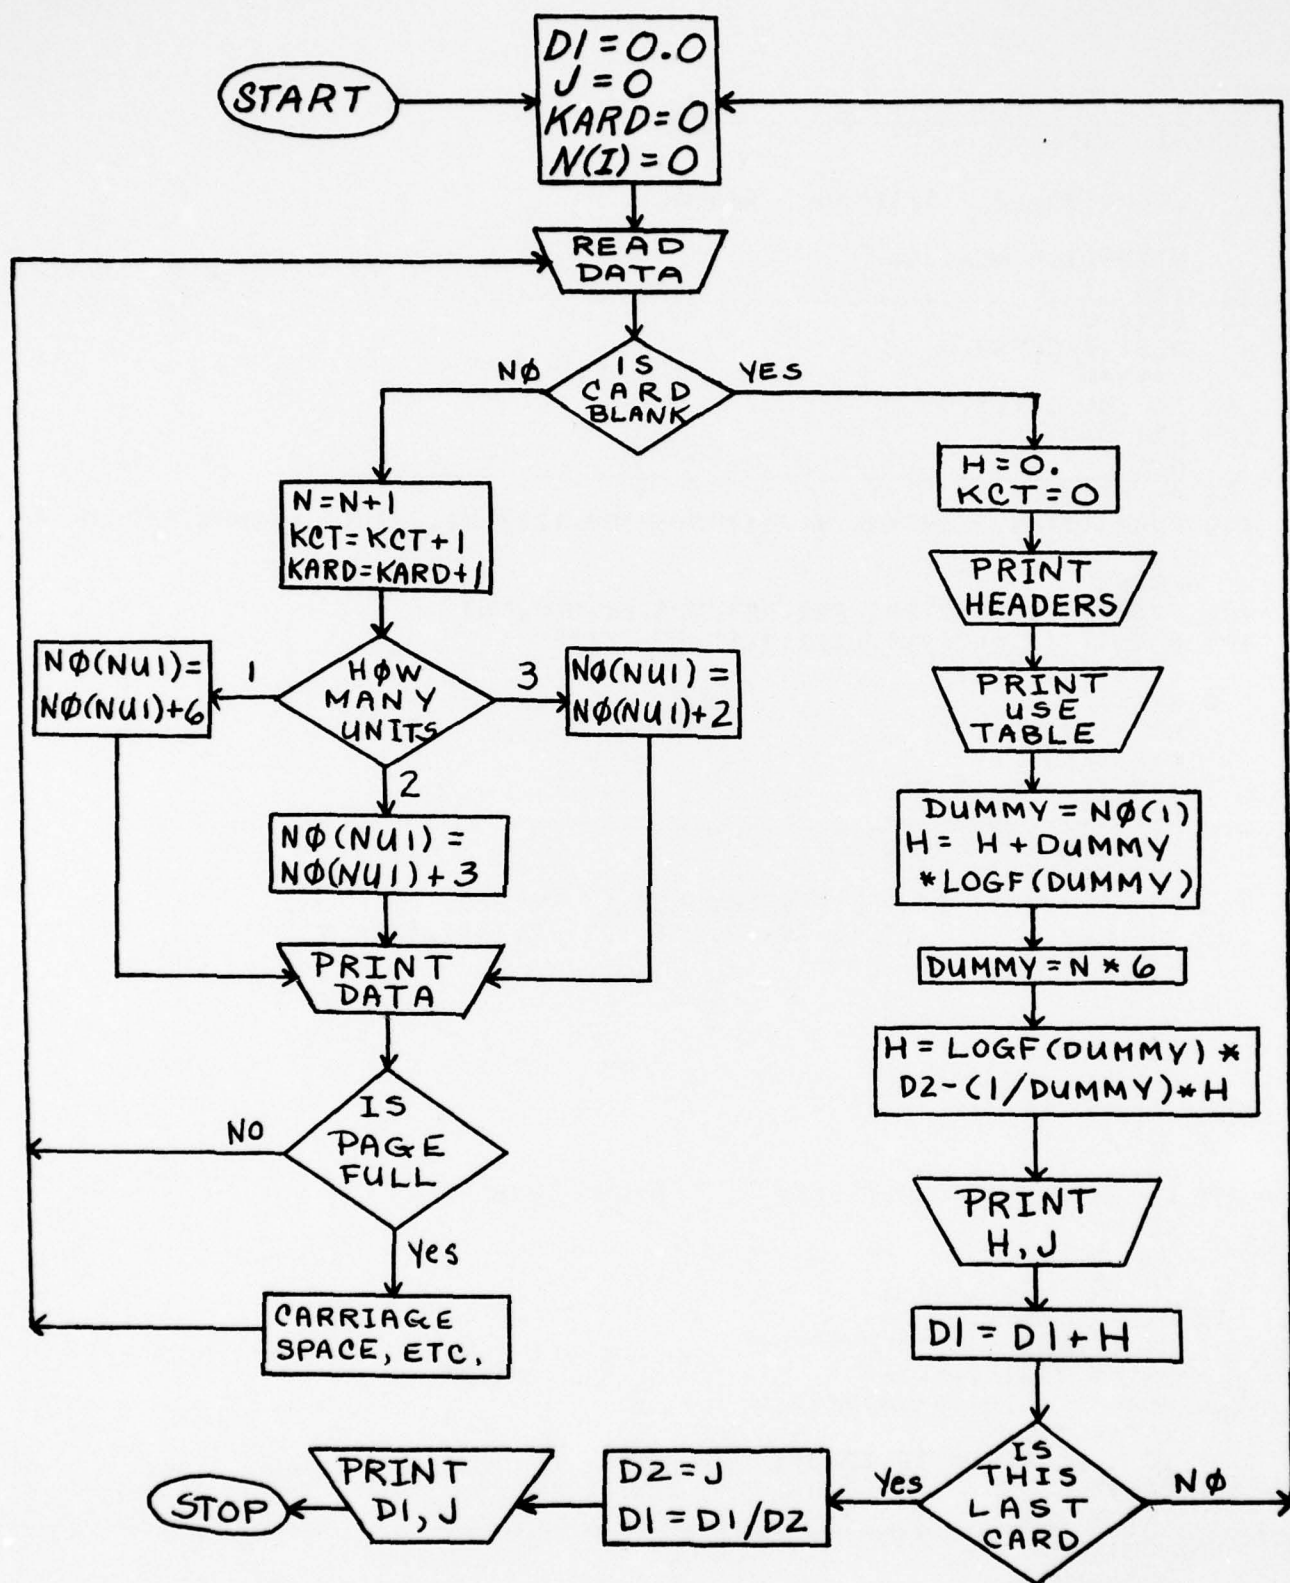 START
D1 = 0.0
J = 0
KARD = 0
N(I) = 0
READ
DATA
IS
CARD
BLANK
NØ
YES
N = N+1
KCT = KCT+1
KARD = KARD+1
H = 0.
KCT = 0
PRINT
HEADERS
HØW
MANY
UNITS
1
2
3
NØ(NU1) =
NØ(NU1)+6
NØ(NU1) =
NØ(NU1)+2
NØ(NU1) =
NØ(NU1)+3
PRINT
USE
TABLE
DUMMY = NØ(1)
H = H + DUMMY
*LOGF(DUMMY)
PRINT
DATA
DUMMY = N * 6
H = LOGF(DUMMY) *
D2-(1/DUMMY)*H
IS
PAGE
FULL
NO
Yes
CARRIAGE
SPACE, ETC.
PRINT
H, J
D1 = D1 + H
IS
THIS
LAST
CARD
Yes
NØ
D2 = J
D1 = D1/D2
PRINT
D1, J
STOP